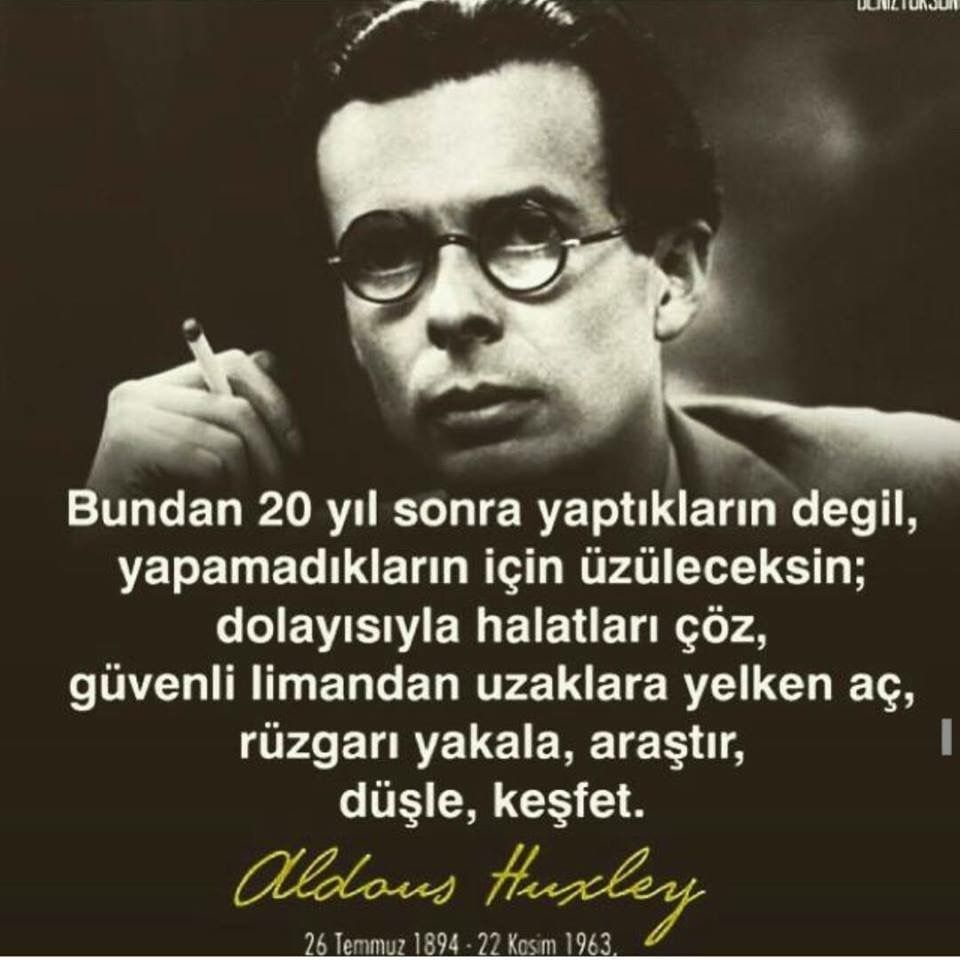 Bundan 20 yıl sonra yaptıkların degil,
yapamadıkların için üzüleceksin;
dolayısıyla halatları çöz,
güvenli limandan uzaklara yelken aç,
rüzgarı yakala, araştır,
düşle, keşfet.
Aldous Huxley
26 Temmuz 1894 - 22 Kasim 1963.